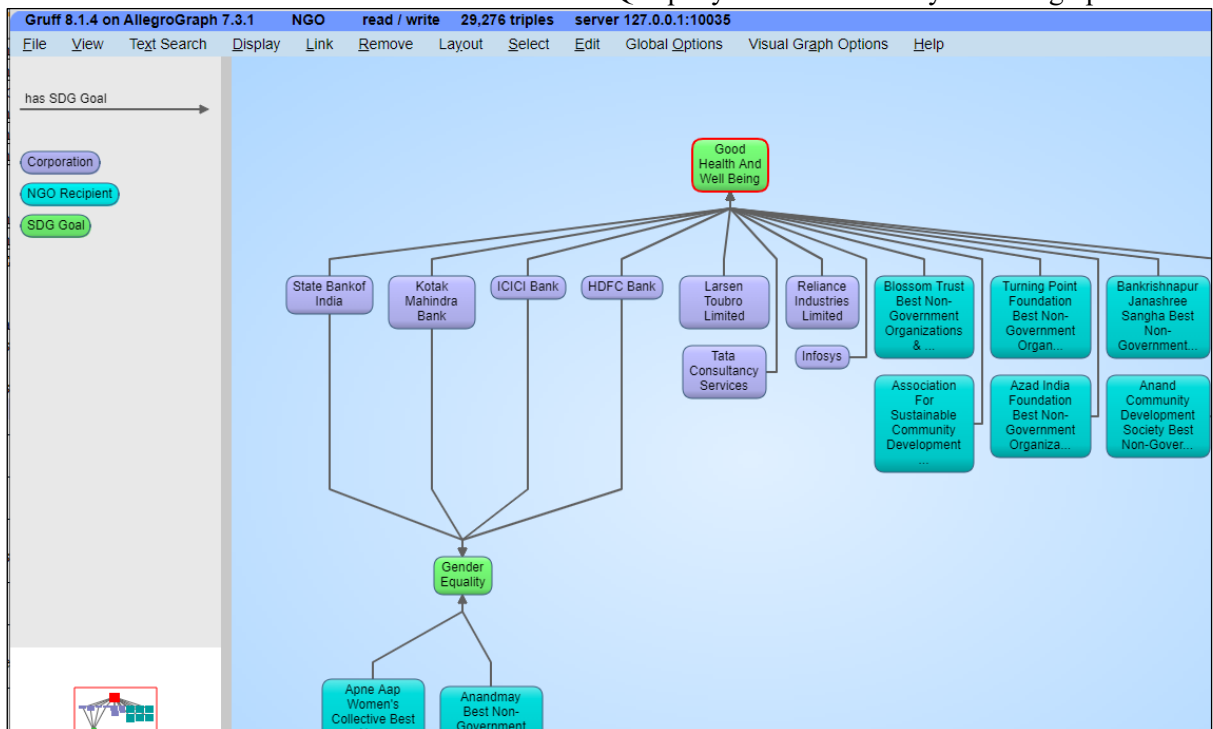 Gruff 8.1.4 on AllegroGraph 7.3.1 NGO read / write 29,276 triples server 127.0.0.1:10035
File View Text Search Display Link Remove Layout Select Edit Global Options Visual Graph Options Help
has SDG Goal
Corporation
NGO Recipient
SDG Goal
Good
Health And
Well Being
State Bankof
India
Kotak
Mahindra
Bank
ICICI Bank
HDFC Bank
Larsen
Toubro
Limited
Reliance
Industries
Limited
Blossom Trust
Best Non-
Government
Organizations
& ...
Turning Point
Foundation
Best Non-
Government
Organ...
Bankrishnapur
Janashree
Sangha Best
Non-
Government...
Tata
Consultancy
Services
Infosys
Association
For
Sustainable
Community
Development
...
Azad India
Foundation
Best Non-
Government
Organiza...
Anand
Community
Development
Society Best
Non-Gover...
Gender
Equality
Apne Aap
Women's
Collective Best
Anandmay
Best Non-
Government